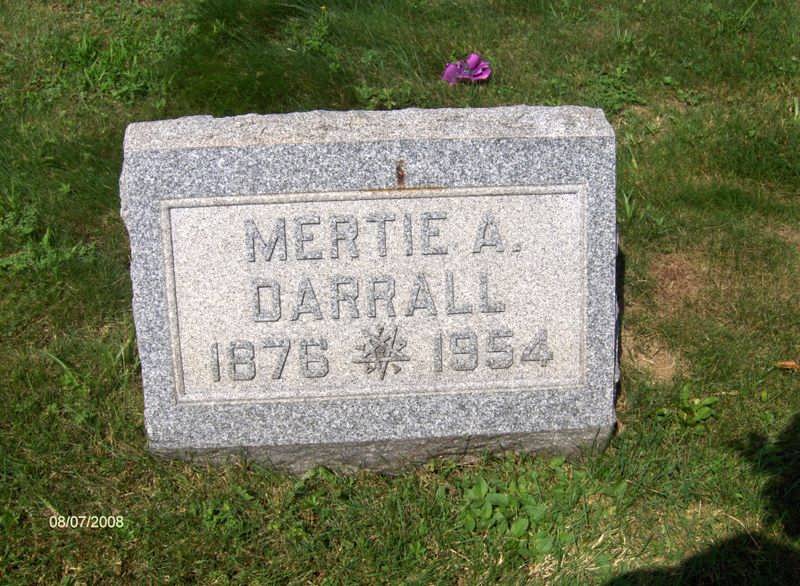 MERTIE A.
DARRALL
1876 1954
08/07/2008